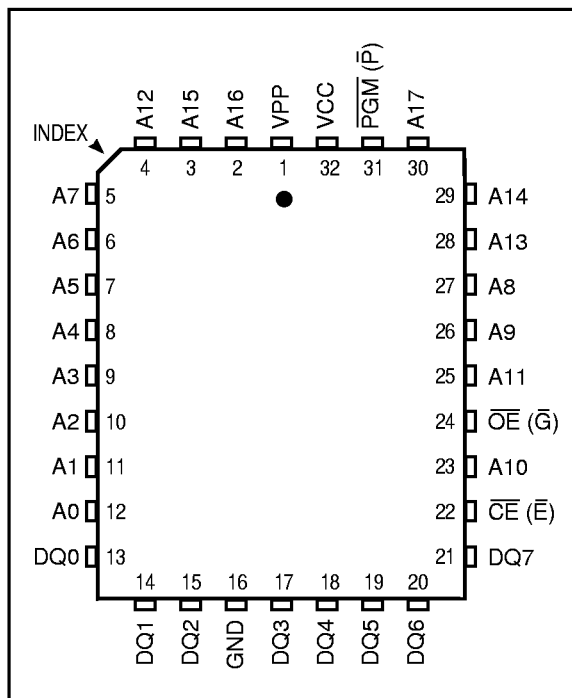 A12 A15 A16 VPP VCC P̅G̅M̅ (P̅) A17
INDEX
4 3 2 1 32 31 30
A7 5 29 A14
A6 6 28 A13
A5 7 27 A8
A4 8 26 A9
A3 9 25 A11
A2 10 24 O̅E̅ (G̅)
A1 11 23 A10
A0 12 22 C̅E̅ (E̅)
DQ0 13 21 DQ7
14 15 16 17 18 19 20
DQ1 DQ2 GND DQ3 DQ4 DQ5 DQ6